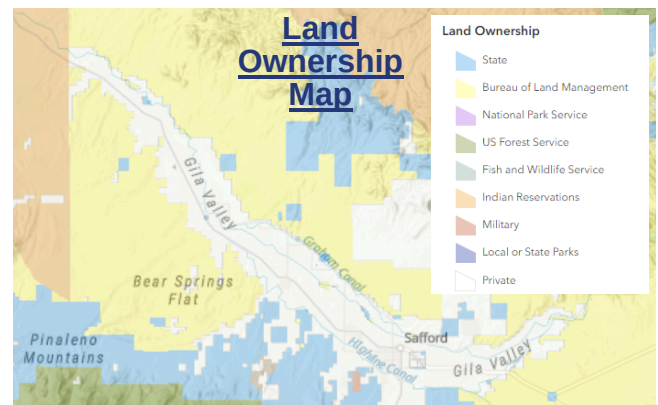 Land
Ownership
Map
Land Ownership
State
Bureau of Land Management
National Park Service
US Forest Service
Fish and Wildlife Service
Indian Reservations
Military
Local or State Parks
Private
Gila Valley
Graham Canal
Bear Springs
Flat
Pinaleno
Mountains
Safford
Highline Canal
Gila Valley